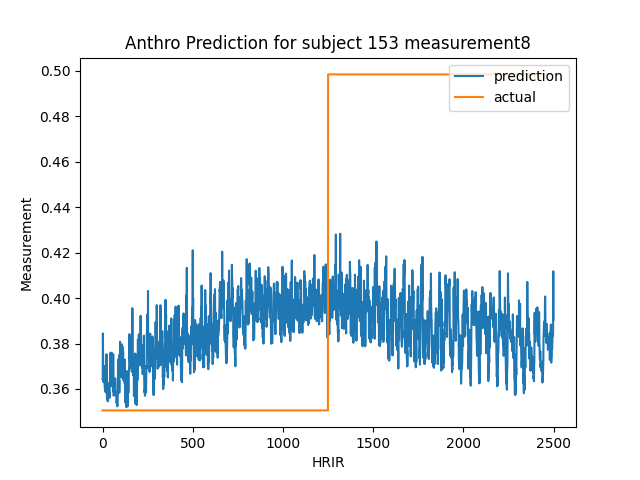 Anthro Prediction for subject 153 measurement8
prediction
actual
0.50
0.48
0.46
0.44
0.42
0.40
0.38
0.36
Measurement
0 500 1000 1500 2000 2500
HRIR